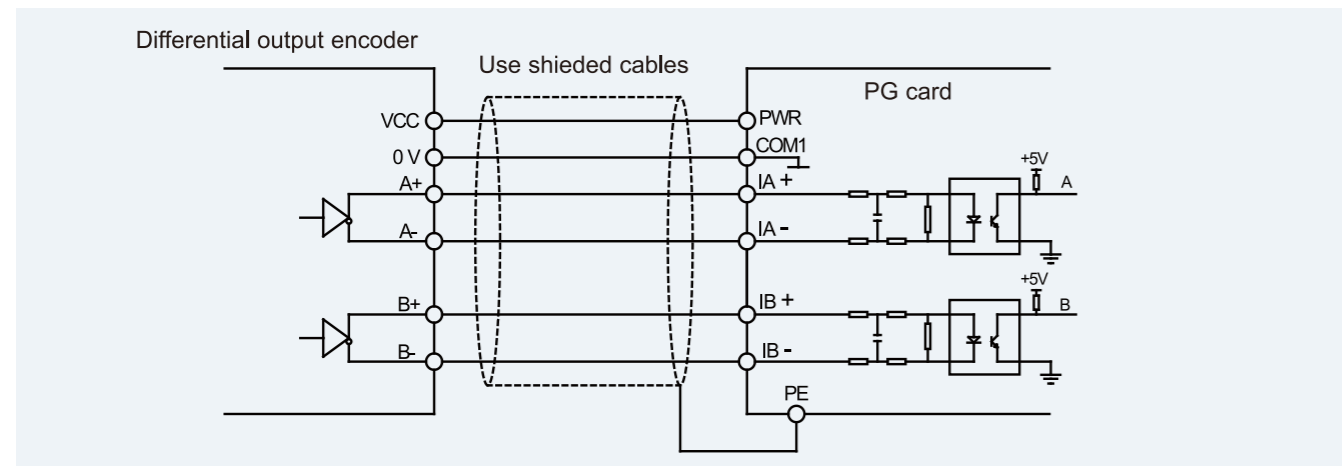 Differential output encoder
Use shieded cables
PG card
VCC
PWR
0 V
COM1
+5V
A+
IA +
A
A-
IA -
+5V
B+
IB +
B
B-
IB -
PE